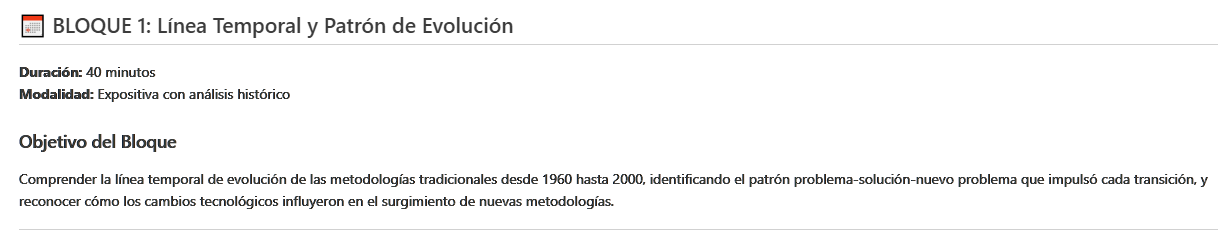 BLOQUE 1: Línea Temporal y Patrón de Evolución
Duración: 40 minutos
Modalidad: Expositiva con análisis histórico
Objetivo del Bloque
Comprender la línea temporal de evolución de las metodologías tradicionales desde 1960 hasta 2000, identificando el patrón problema-solución-nuevo problema que impulsó cada transición, y
reconocer cómo los cambios tecnológicos influyeron en el surgimiento de nuevas metodologías.